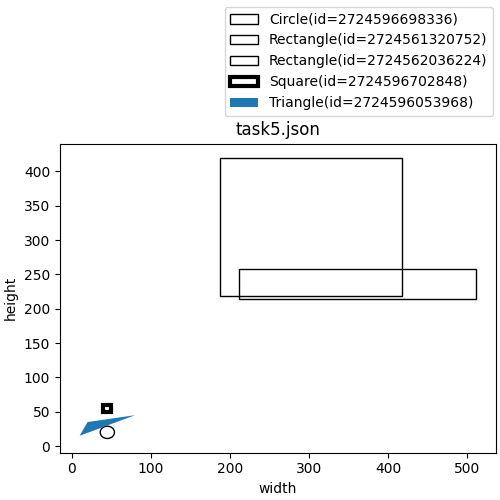 Circle(id=2724596698336)
Rectangle(id=2724561320752)
Rectangle(id=2724562036224)
Square(id=2724596702848)
Triangle(id=2724596053968)
task5.json
400
350
300
250
200
150
100
50
0
height
0 100 200 300 400 500
width